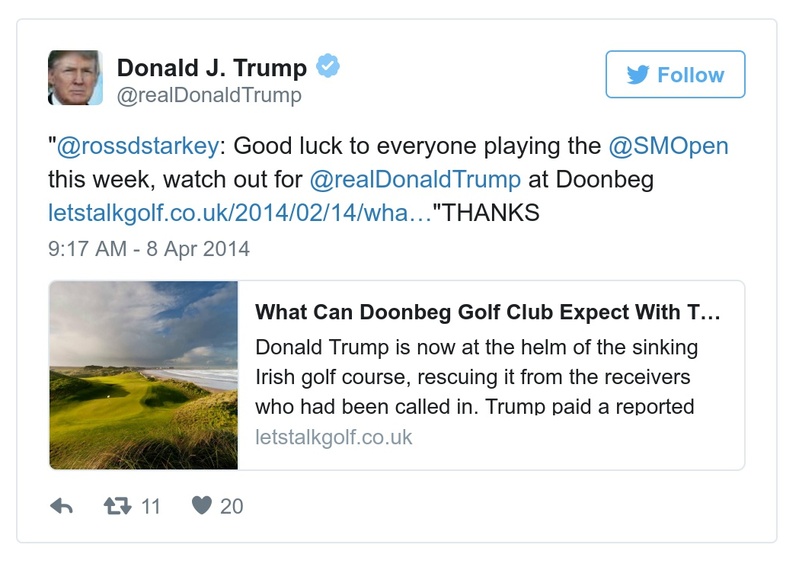 Donald J. Trump
@realDonaldTrump
Follow
"@rossdstarkey: Good luck to everyone playing the @SMOpen
this week, watch out for @realDonaldTrump at Doonbeg
letstalkgolf.co.uk/2014/02/14/wha…"THANKS
9:17 AM - 8 Apr 2014
What Can Doonbeg Golf Club Expect With T…
Donald Trump is now at the helm of the sinking
Irish golf course, rescuing it from the receivers
who had been called in. Trump paid a reported
letstalkgolf.co.uk
11
20